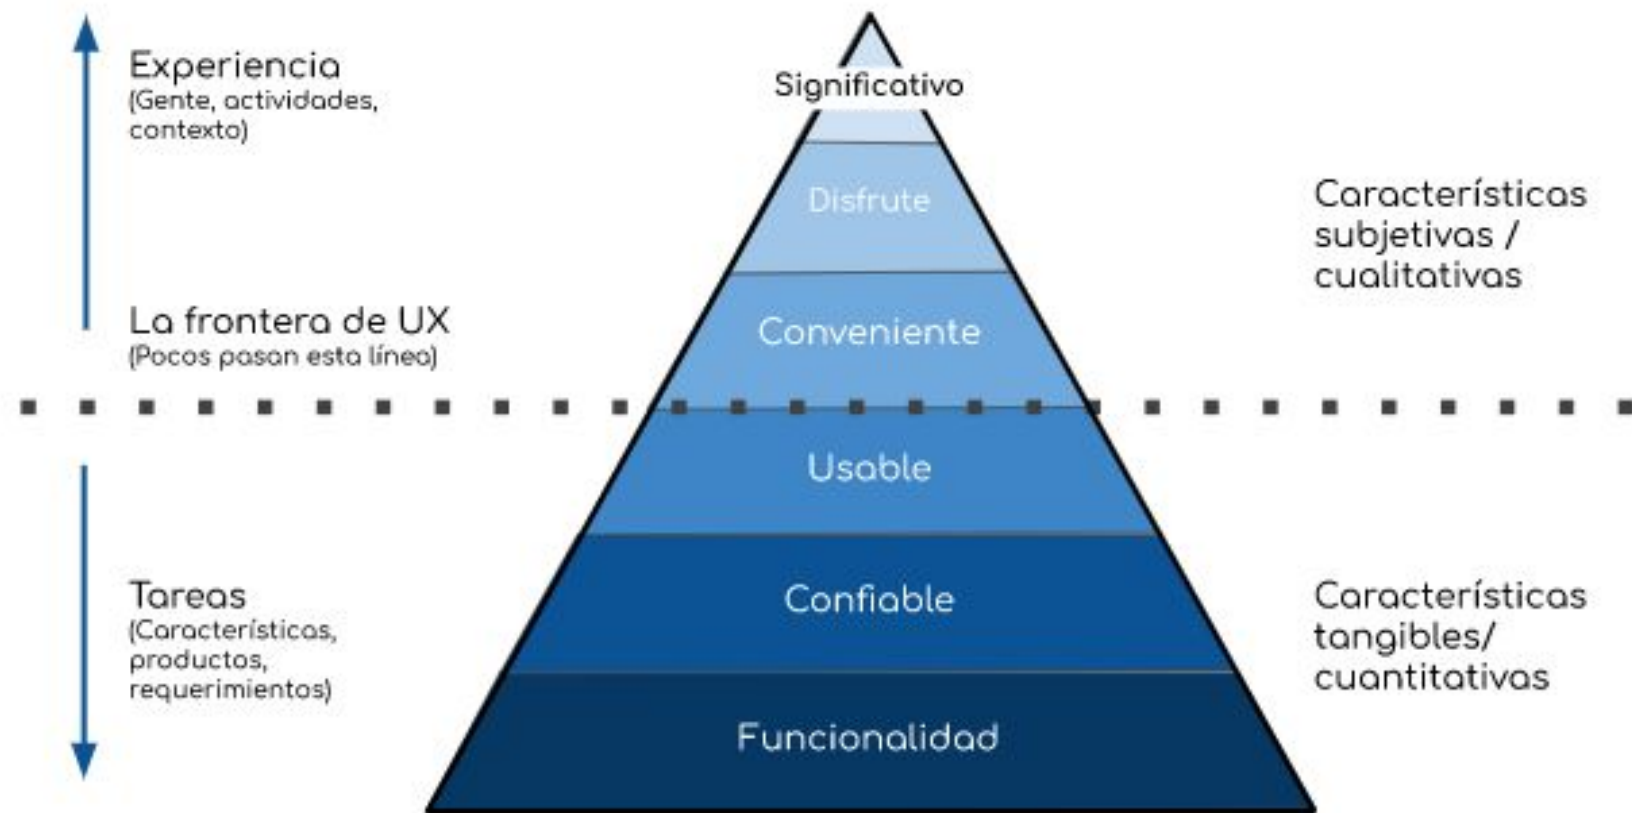 Experiencia
(Gente, actividades,
contexto)
La frontera de UX
(Pocos pasan esta línea)
Tareas
(Características,
productos,
requerimientos)
Significativo
Disfrute
Conveniente
Usable
Confiable
Funcionalidad
Características
subjetivas /
cualitativas
Características
tangibles/
cuantitativas